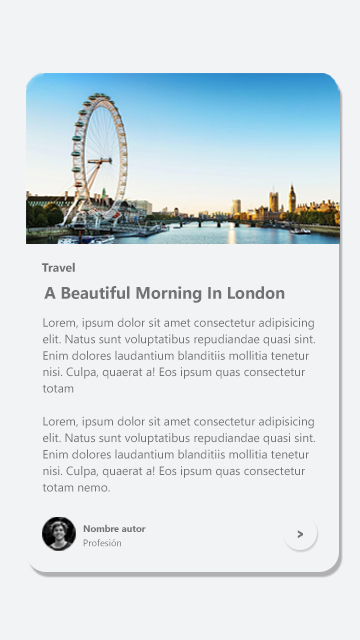 Travel
A Beautiful Morning In London
Lorem, ipsum dolor sit amet consectetur adipisicing
elit. Natus sunt voluptatibus repudiandae quasi sint.
Enim dolores laudantium blanditiis mollitia tenetur
nisi. Culpa, quaerat a! Eos ipsum quas consectetur
totam
Lorem, ipsum dolor sit amet consectetur adipisicing
elit. Natus sunt voluptatibus repudiandae quasi sint.
Enim dolores laudantium blanditiis mollitia tenetur
nisi. Culpa, quaerat a! Eos ipsum quas consectetur
totam nemo.
Nombre autor
Profesión
>